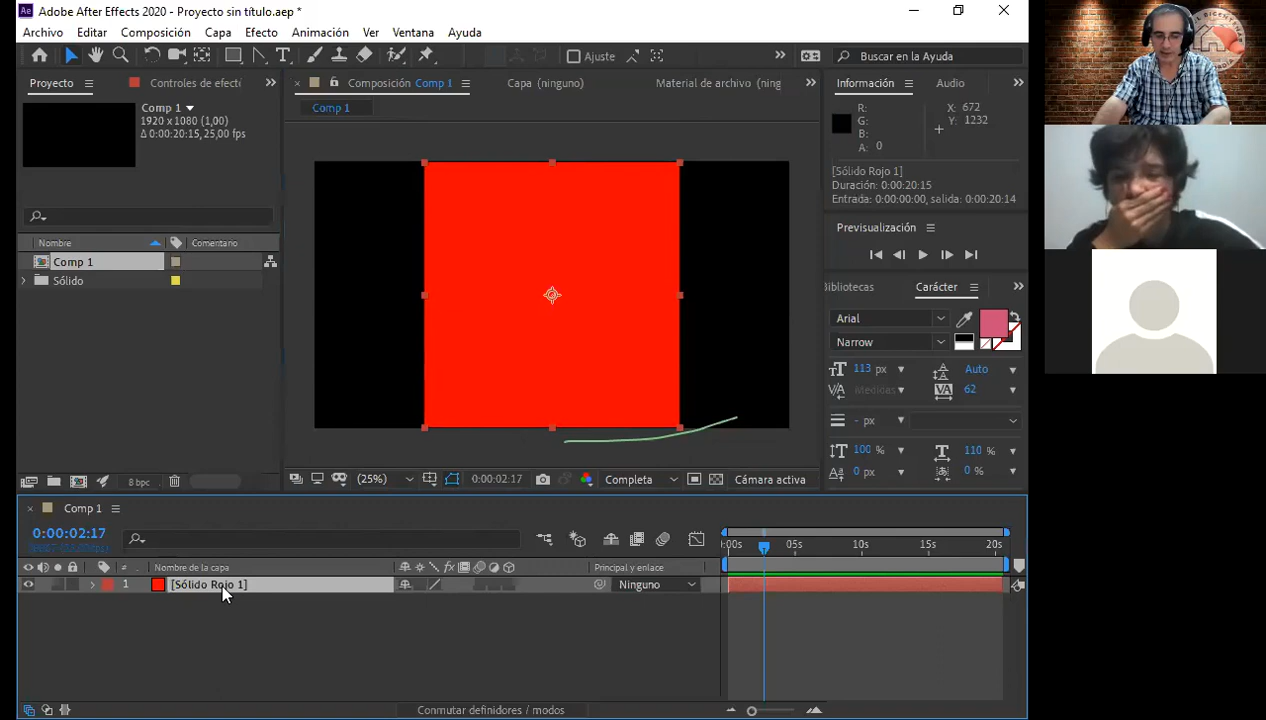 Adobe After Effects 2020 - Proyecto sin título.aep *
Archivo Editar Composición Capa Efecto Animación Ver Ventana Ayuda
Ajuste
Buscar en la Ayuda
Proyecto
Controles de efecti
Composición Comp 1
Capa (ninguno)
Material de archivo (ning
Información
Audio
Comp 1
1920 x 1080 (1,00)
Δ 0:00:20:15, 25,00 fps
Comp 1
R:
G:
B:
A: 0
X: 672
Y: 1232
[Sólido Rojo 1]
Duración: 0:00:20:15
Entrada: 0:00:00:00, salida: 0:00:20:14
Previsualización
Nombre
Comentario
Comp 1
Sólido
Bibliotecas
Carácter
Arial
Narrow
113 px
Auto
Medidas
62
- px
100 %
110 %
0 px
0 %
8 bpc
(25%)
0:00:02:17
Completa
Cámara activa
Comp 1
0:00:02:17
:00s 05s 10s 15s 20s
# Nombre de la capa
fx
Principal y enlace
1 [Sólido Rojo 1]
Ninguno
Conmutar definidores / modos